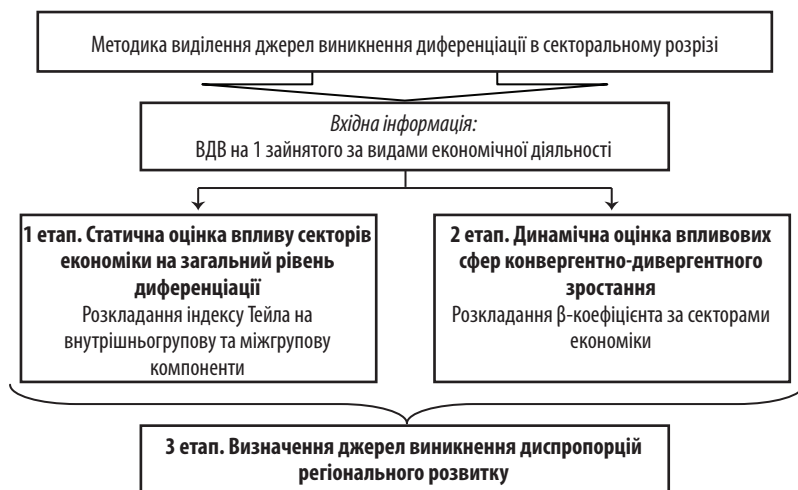 Методика виділення джерел виникнення диференціації в секторальному розрізі
Вхідна інформація:
ВДВ на 1 зайнятого за видами економічної діяльності
1 етап. Статична оцінка впливу секторів
економіки на загальний рівень
диференціації
Розкладання індексу Тейла на
внутрішньогрупову та міжгрупову
компоненти
2 етап. Динамічна оцінка впливових
сфер конвергентно-дивергентного
зростання
Розкладання β-коефіцієнта за секторами
економіки
3 етап. Визначення джерел виникнення диспропорцій
регіонального розвитку